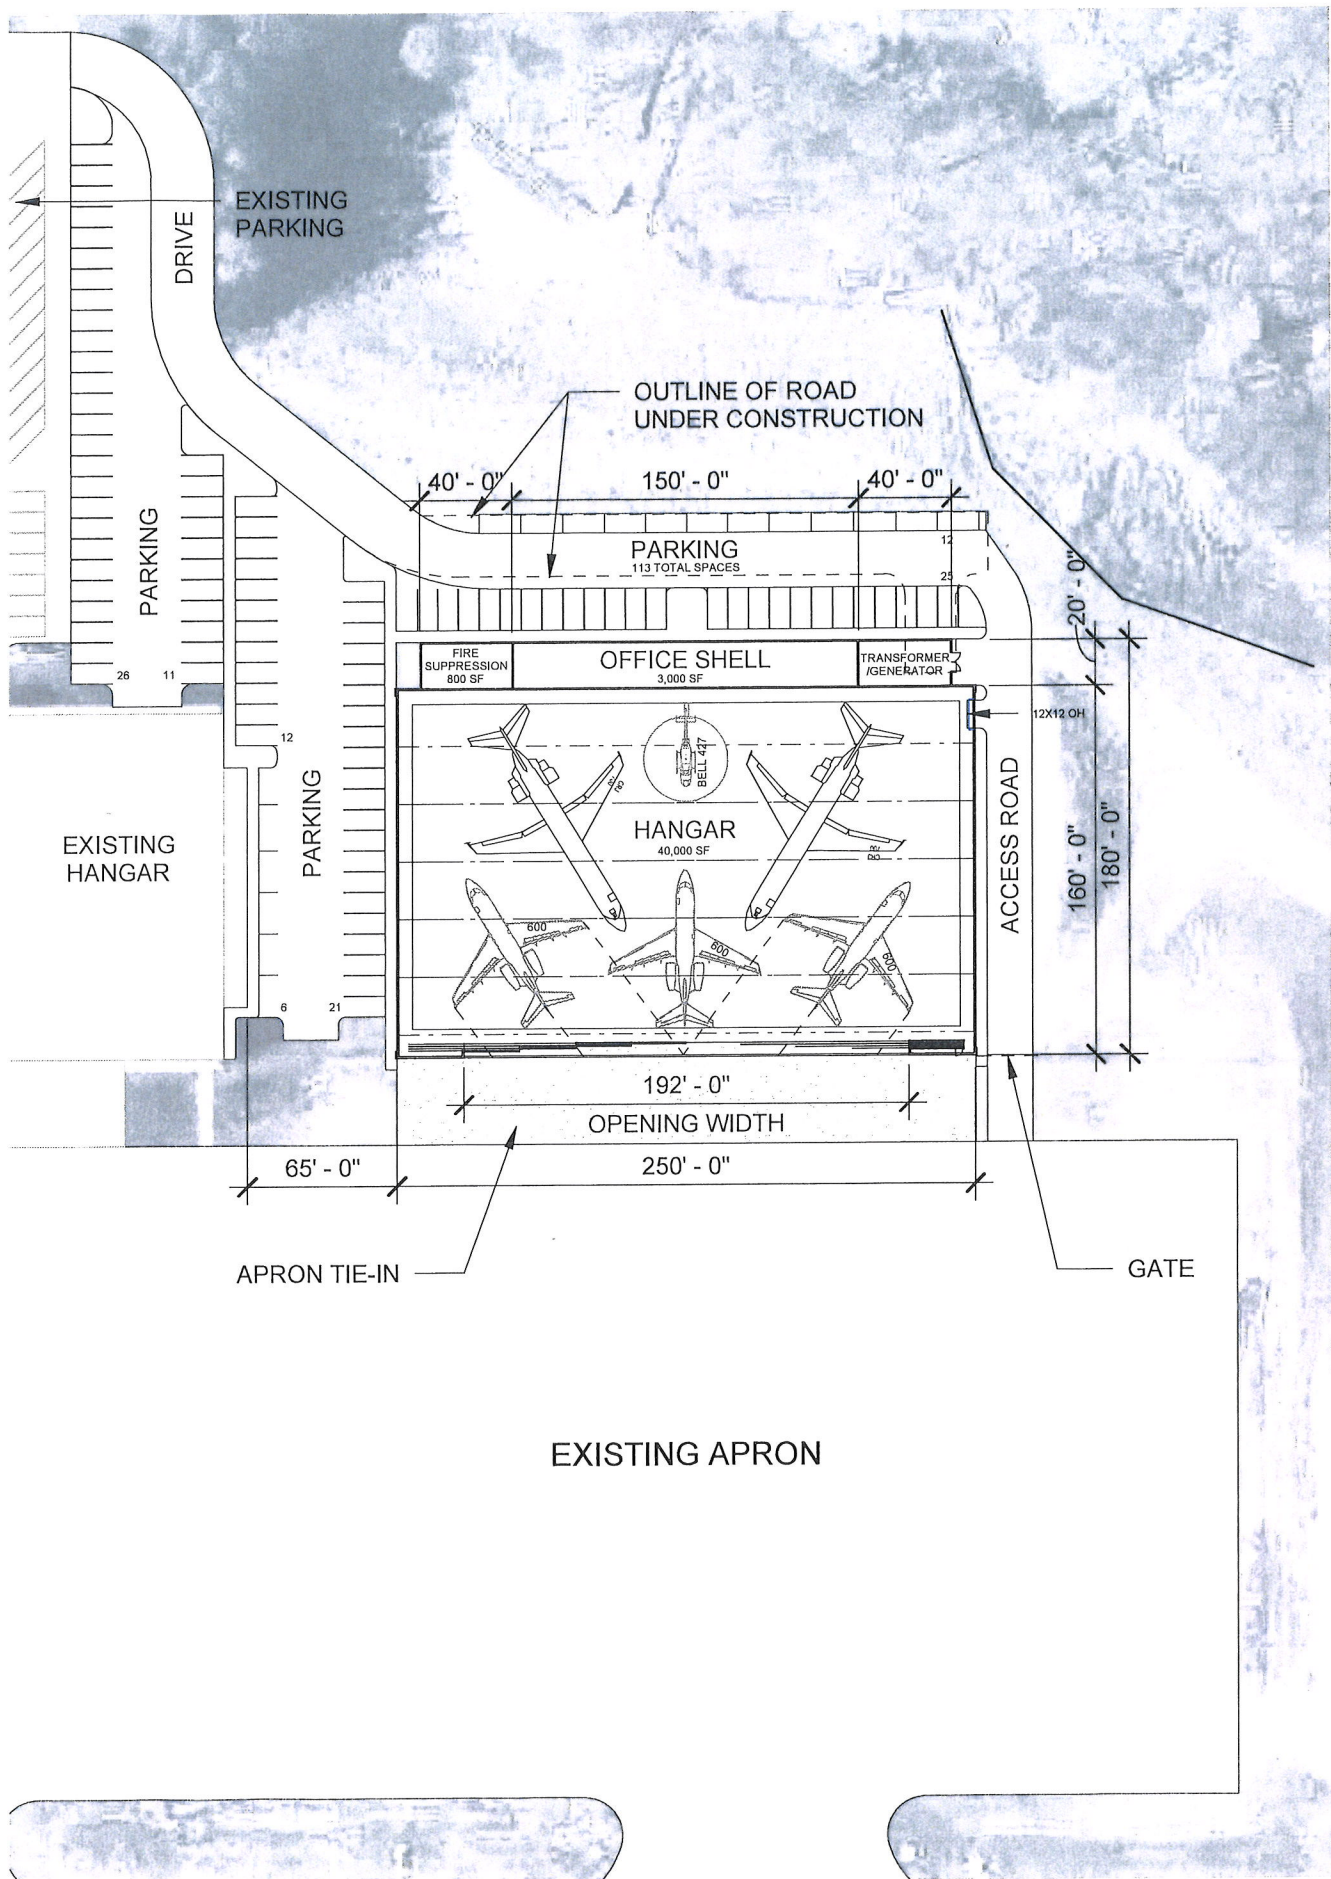 EXISTING
PARKING
DRIVE
OUTLINE OF ROAD
UNDER CONSTRUCTION
40' - 0"
150' - 0"
40' - 0"
PARKING
113 TOTAL SPACES
12
25
20' - 0"
PARKING
26
11
FIRE
SUPPRESSION
800 SF
OFFICE SHELL
3,000 SF
TRANSFORMER
/GENERATOR
12X12 OH
12
PARKING
BELL 427
HANGAR
40,000 SF
EXISTING
HANGAR
ACCESS ROAD
160' - 0"
180' - 0"
600
600
600
6
21
192' - 0"
OPENING WIDTH
65' - 0"
250' - 0"
APRON TIE-IN
GATE
EXISTING APRON